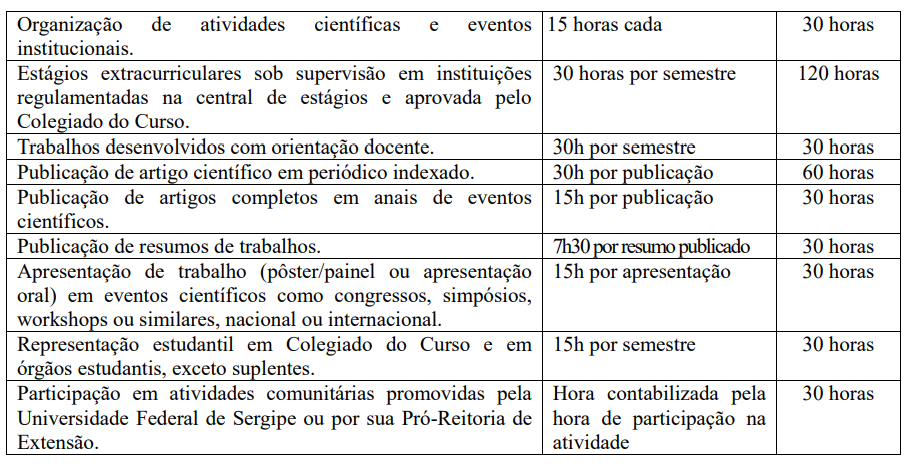 Organização de atividades científicas e eventos institucionais. 15 horas cada 30 horas
Estágios extracurriculares sob supervisão em instituições regulamentadas na central de estágios e aprovada pelo Colegiado do Curso. 30 horas por semestre 120 horas
Trabalhos desenvolvidos com orientação docente. 30h por semestre 30 horas
Publicação de artigo científico em periódico indexado. 30h por publicação 60 horas
Publicação de artigos completos em anais de eventos científicos. 15h por publicação 30 horas
Publicação de resumos de trabalhos. 7h30 por resumo publicado 30 horas
Apresentação de trabalho (pôster/painel ou apresentação oral) em eventos científicos como congressos, simpósios, workshops ou similares, nacional ou internacional. 15h por apresentação 30 horas
Representação estudantil em Colegiado do Curso e em órgãos estudantis, exceto suplentes. 15h por semestre 30 horas
Participação em atividades comunitárias promovidas pela Universidade Federal de Sergipe ou por sua Pró-Reitoria de Extensão. Hora contabilizada pela hora de participação na atividade 30 horas